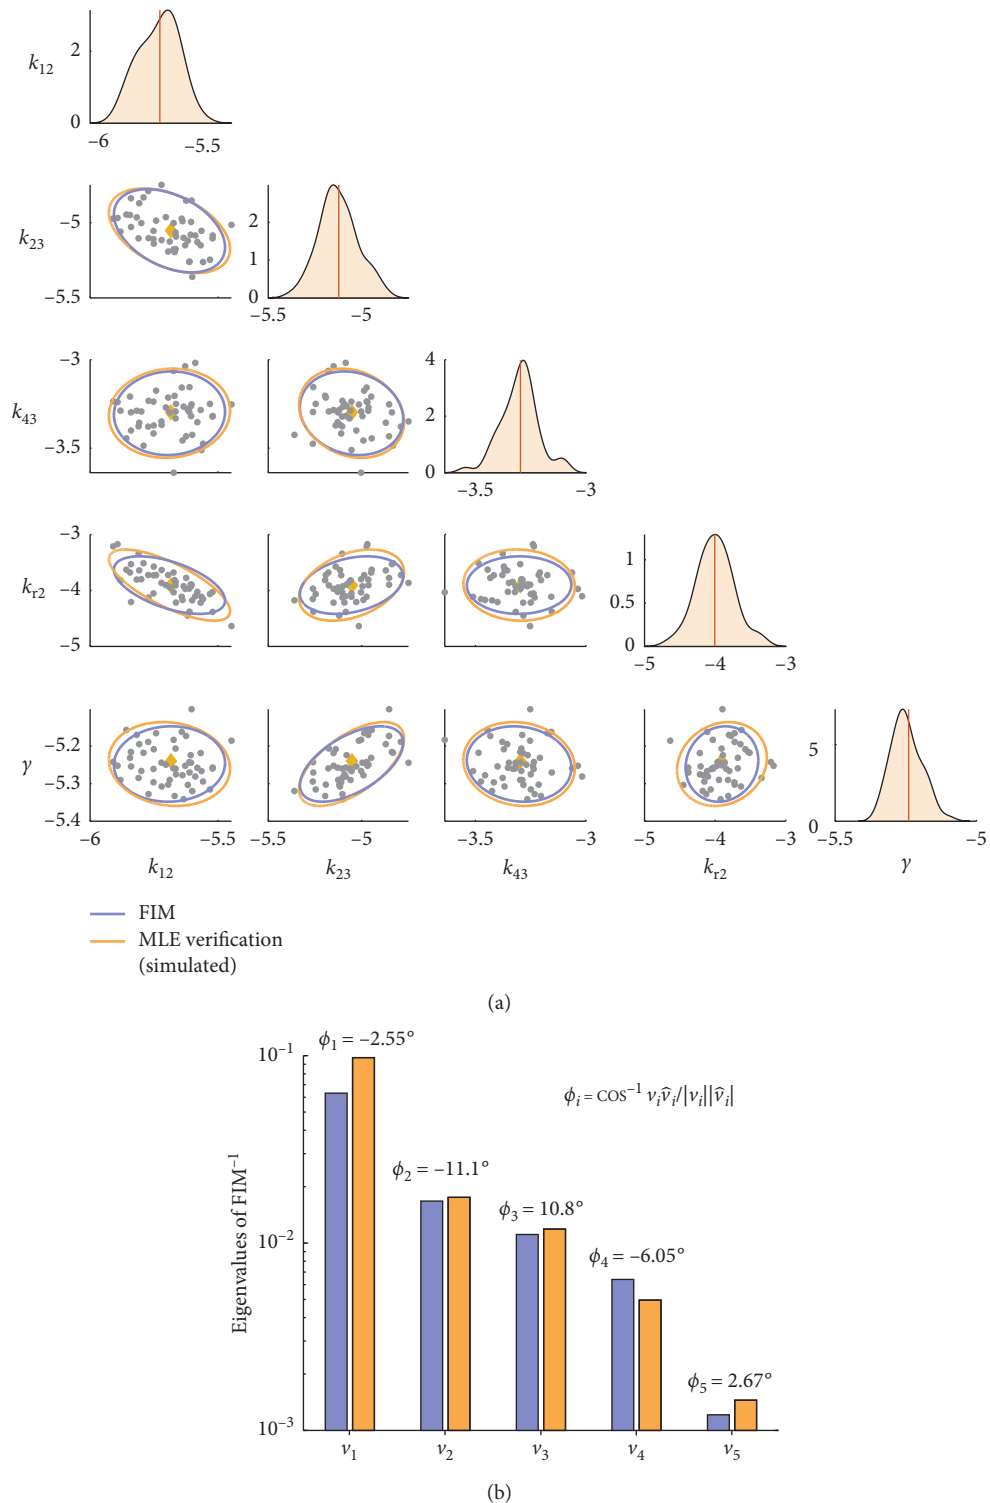 k12
2
0
−6
−5.5
k23
−5
−5.5
2
1
0
−5.5
−5
k43
−3
−3.5
4
2
0
−3.5
−3
kr2
−3
−4
−5
1
0.5
0
−5
−4
−3
γ
−5.2
−5.3
−5.4
5
0
−6
−5.5
−5.5
−5
−3.5
−3
−5
−4
−3
−5.5
−5
k12
k23
k43
kr2
γ
FIM
MLE verification
(simulated)
(a)
ϕ1 = −2.55°
10−1
ϕi = COS−1 vi v̂i/|vi||v̂i|
ϕ2 = −11.1°
ϕ3 = 10.8°
10−2
ϕ4 = −6.05°
Eigenvalues of FIM−1
ϕ5 = 2.67°
10−3
v1
v2
v3
v4
v5
(b)